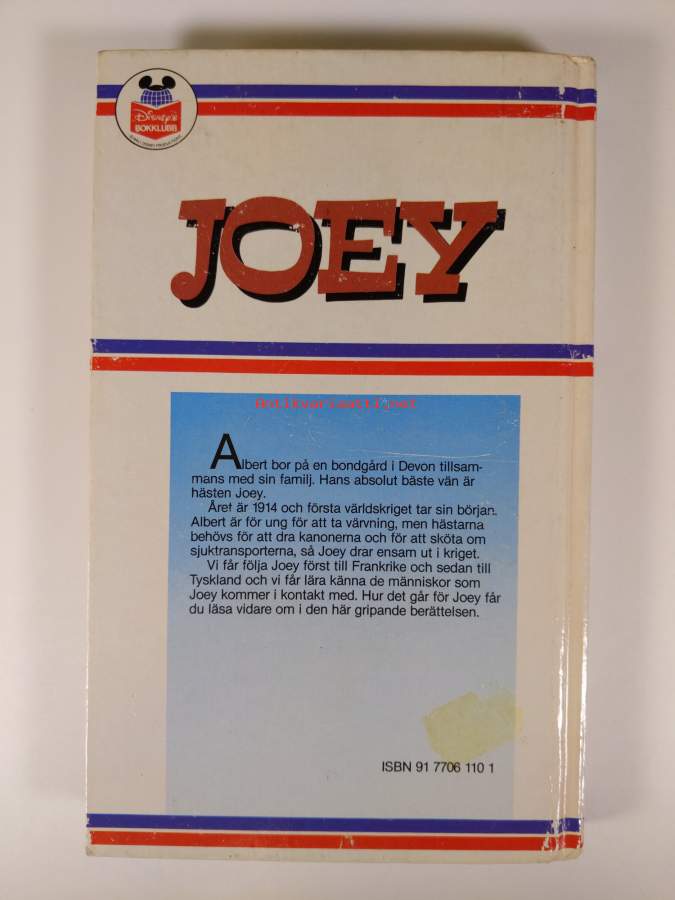 Disney's
BOKKLUBB
JOEY
Antikvariaatti.net
Albert bor på en bondgård i Devon tillsam-
mans med sin familj. Hans absolut bäste vän är
hästen Joey.
Året är 1914 och första världskriget tar sin början.
Albert är för ung för att ta värvning, men hästarna
behövs för att dra kanonerna och för att sköta om
sjuktransporterna, så Joey drar ensam ut i kriget.
Vi får följa Joey först till Frankrike och sedan till
Tyskland och vi får lära känna de människor som
Joey kommer i kontakt med. Hur det går för Joey får
du läsa vidare om i den här gripande berättelsen.
ISBN 91 7706 110 1